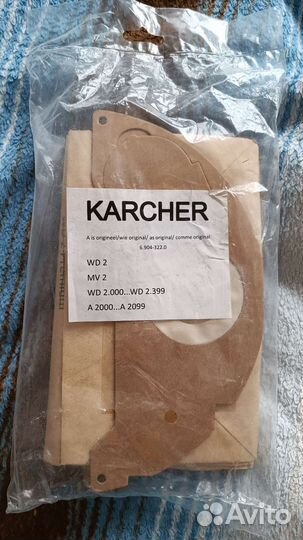 KARCHER
A is origineel/wie original/ as original/ comme original
6.904-322.0
WD 2
MV 2
WD 2.000...WD 2.399
A 2000...A 2099
Avito